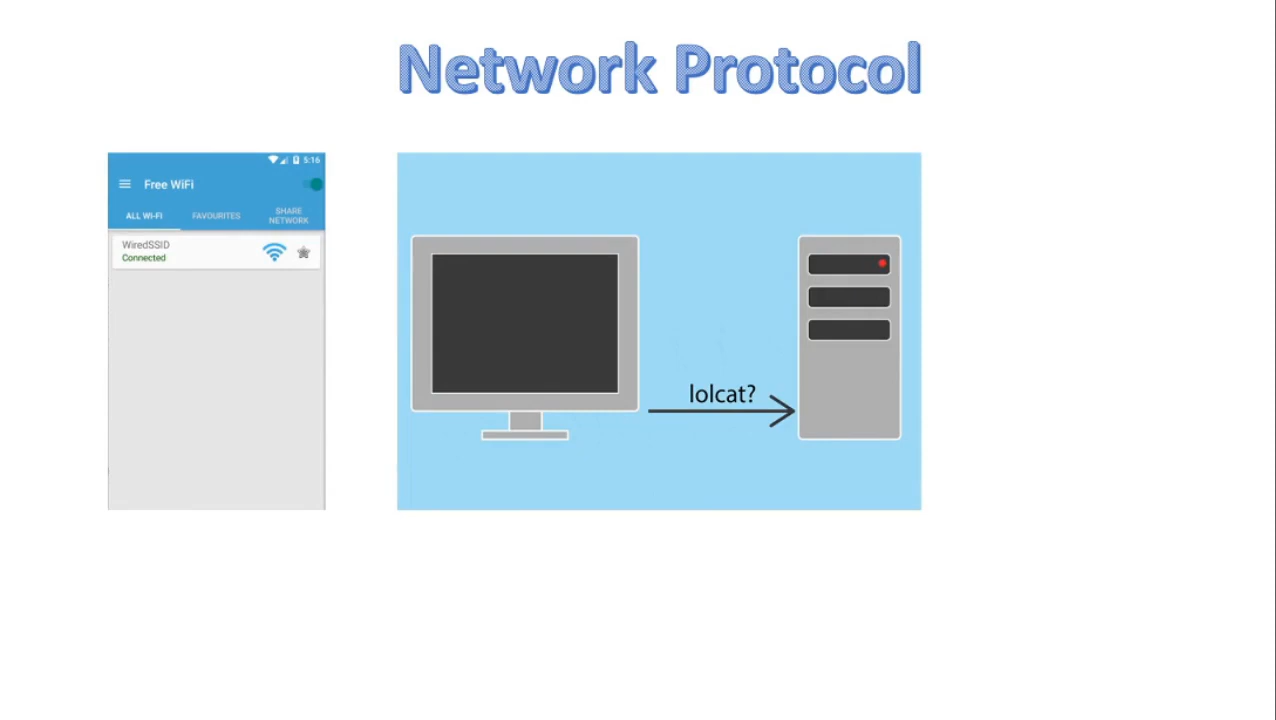 Network Protocol
5:16
Free WiFi
ALL WI-FI
FAVOURITES
SHARE
NETWORK
WiredSSID
Connected
lolcat?